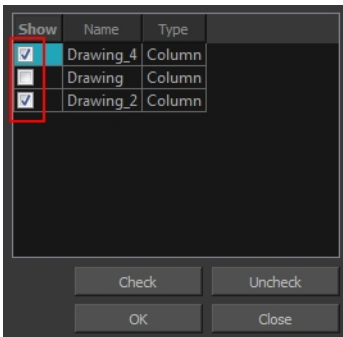 Show Name Type
Drawing_4 Column
Drawing Column
Drawing_2 Column
Check Uncheck
OK Close